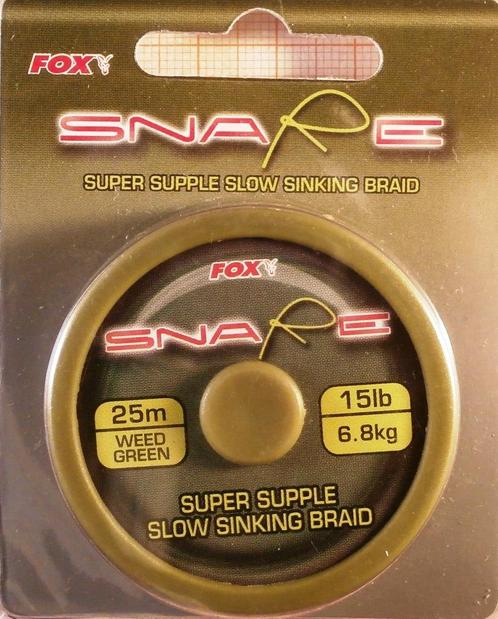 FOX
SNARE
SUPER SUPPLE SLOW SINKING BRAID
FOX
SNARE
25m
WEED
GREEN
15lb
6.8kg
SUPER SUPPLE
SLOW SINKING BRAID